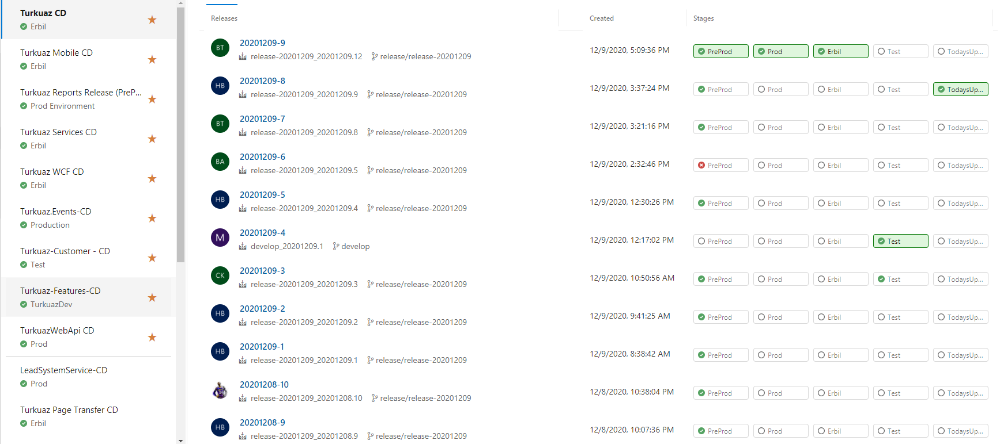 Turkuaz CD
Erbil
Turkuaz Mobile CD
Erbil
Turkuaz Reports Release (PreP...
Prod Environment
Turkuaz Services CD
Erbil
Turkuaz WCF CD
Erbil
Turkuaz.Events-CD
Production
Turkuaz-Customer - CD
Test
Turkuaz-Features-CD
TurkuazDev
TurkuazWebApi CD
Prod
LeadSystemService-CD
Prod
Turkuaz Page Transfer CD
Erbil
Releases Created Stages
BT 20201209-9
release-20201209_20201209.12 release/release-20201209
12/9/2020, 5:09:36 PM PreProd Prod Erbil Test TodaysUp...
HB 20201209-8
release-20201209_20201209.9 release/release-20201209
12/9/2020, 3:37:24 PM PreProd Prod Erbil Test TodaysUp...
BT 20201209-7
release-20201209_20201209.8 release/release-20201209
12/9/2020, 3:21:16 PM PreProd Prod Erbil Test TodaysUp...
BA 20201209-6
release-20201209_20201209.5 release/release-20201209
12/9/2020, 2:32:46 PM PreProd Prod Erbil Test TodaysUp...
HB 20201209-5
release-20201209_20201209.4 release/release-20201209
12/9/2020, 12:30:26 PM PreProd Prod Erbil Test TodaysUp...
M 20201209-4
develop_20201209.1 develop
12/9/2020, 12:17:02 PM PreProd Prod Erbil Test TodaysUp...
CK 20201209-3
release-20201209_20201209.3 release/release-20201209
12/9/2020, 10:50:56 AM PreProd Prod Erbil Test TodaysUp...
HB 20201209-2
release-20201209_20201209.2 release/release-20201209
12/9/2020, 9:41:25 AM PreProd Prod Erbil Test TodaysUp...
HB 20201209-1
release-20201209_20201209.1 release/release-20201209
12/9/2020, 8:38:42 AM PreProd Prod Erbil Test TodaysUp...
20201208-10
release-20201209_20201208.10 release/release-20201209
12/8/2020, 10:38:04 PM PreProd Prod Erbil Test TodaysUp...
HB 20201208-9
release-20201209_20201208.9 release/release-20201209
12/8/2020, 10:07:36 PM PreProd Prod Erbil Test TodaysUp...